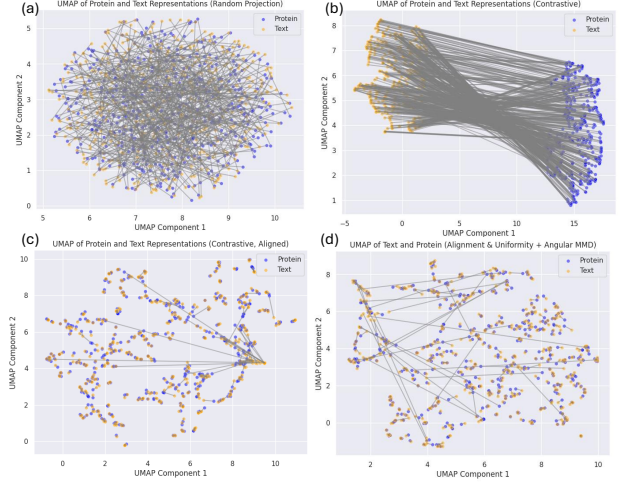 (a)
UMAP of Protein and Text Representations (Random Projection)
Protein
Text
5
4
3
2
1
0
UMAP Component 2
5 6 7 8 9 10
UMAP Component 1
(b)
UMAP of Protein and Text Representations (Contrastive)
Protein
Text
8
7
6
5
4
3
2
1
UMAP Component 2
−5 0 5 10 15
UMAP Component 1
(c)
UMAP of Protein and Text Representations (Contrastive, Aligned)
Protein
Text
10
8
6
4
2
0
UMAP Component 2
0 2 4 6 8 10
UMAP Component 1
(d)
UMAP of Text and Protein (Alignment & Uniformity + Angular MMD)
Protein
Text
8
6
4
2
0
UMAP Component 2
2 4 6 8 10
UMAP Component 1